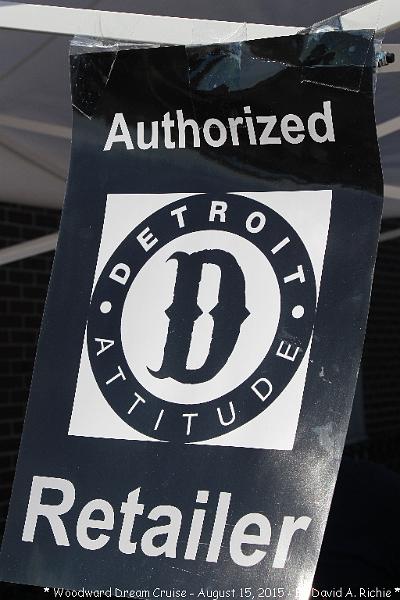 Authorized
DETROIT
D
ATTITUDE
Retailer
* Woodward Dream Cruise - August 15, 2015 - David A. Richie *